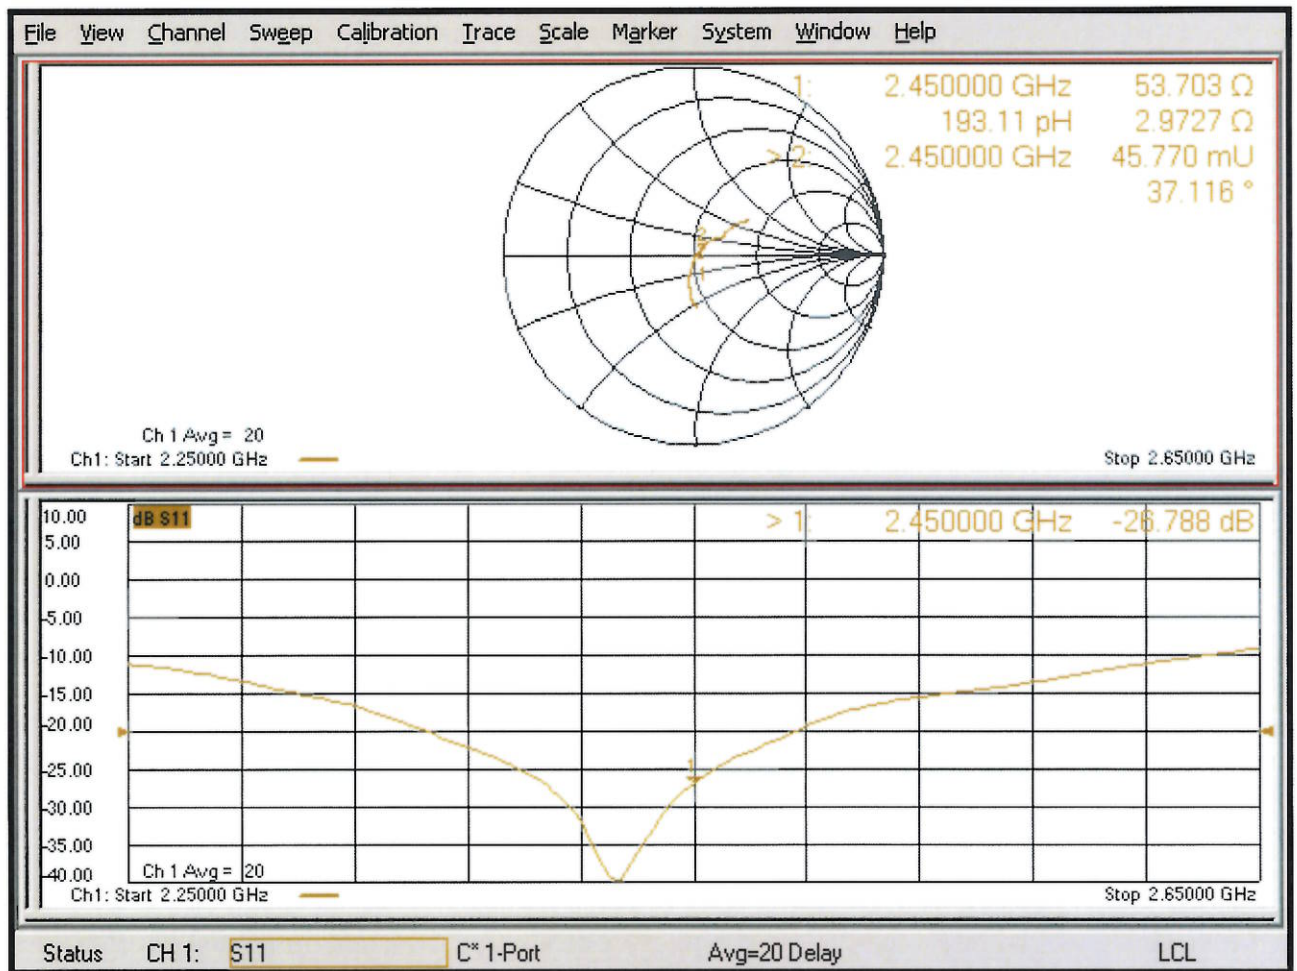 File View Channel Sweep Calibration Trace Scale Marker System Window Help
1: 2.450000 GHz 53.703 Ω
193.11 pH 2.9727 Ω
> 2: 2.450000 GHz 45.770 mU
37.116 °
2
1
Ch 1 Avg = 20
Ch1: Start 2.25000 GHz
Stop 2.65000 GHz
10.00
dB S11
> 1: 2.450000 GHz -26.788 dB
5.00
0.00
-5.00
-10.00
-15.00
-20.00
-25.00
1
-30.00
-35.00
-40.00
Ch 1 Avg = 20
Ch1: Start 2.25000 GHz
Stop 2.65000 GHz
Status CH 1: S11 C* 1-Port Avg=20 Delay LCL